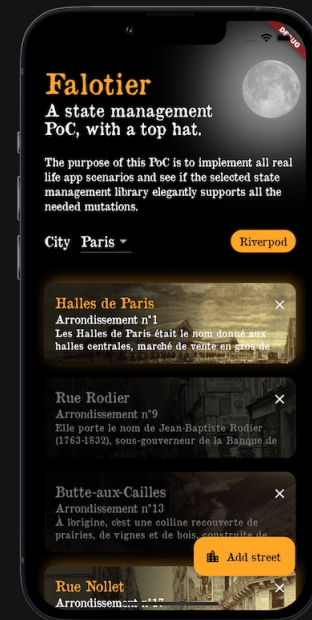 DEBUG
Falotier
A state management
PoC, with a top hat.
The purpose of this PoC is to implement all real
life app scenarios and see if the selected state
management library elegantly supports all the
needed mutations.
City Paris Riverpod
Halles de Paris
Arrondissement n°1
Les Halles de Paris était le nom donné aux
halles centrales, marché de vente en gros de
Rue Rodier
Arrondissement n°9
Elle porte le nom de Jean-Baptiste Rodier
(1763-1832), sous-gouverneur de la Banque de
Butte-aux-Cailles
Arrondissement n°13
À l'origine, c'est une colline recouverte de
prairies, de vignes et de bois, construite de
Add street
Rue Nollet
Arrondissement n°17